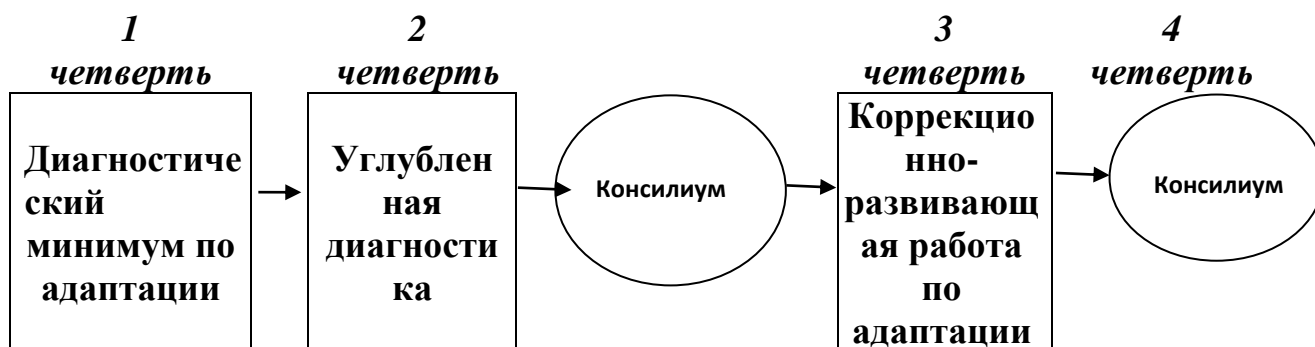 1
четверть
Диагностиче
ский
минимум по
адаптации
2
четверть
Углублен
ная
диагности
ка
Консилиум
3
четверть
Коррекцио
нно-
развивающ
ая работа
по
адаптации
4
четверть
Консилиум